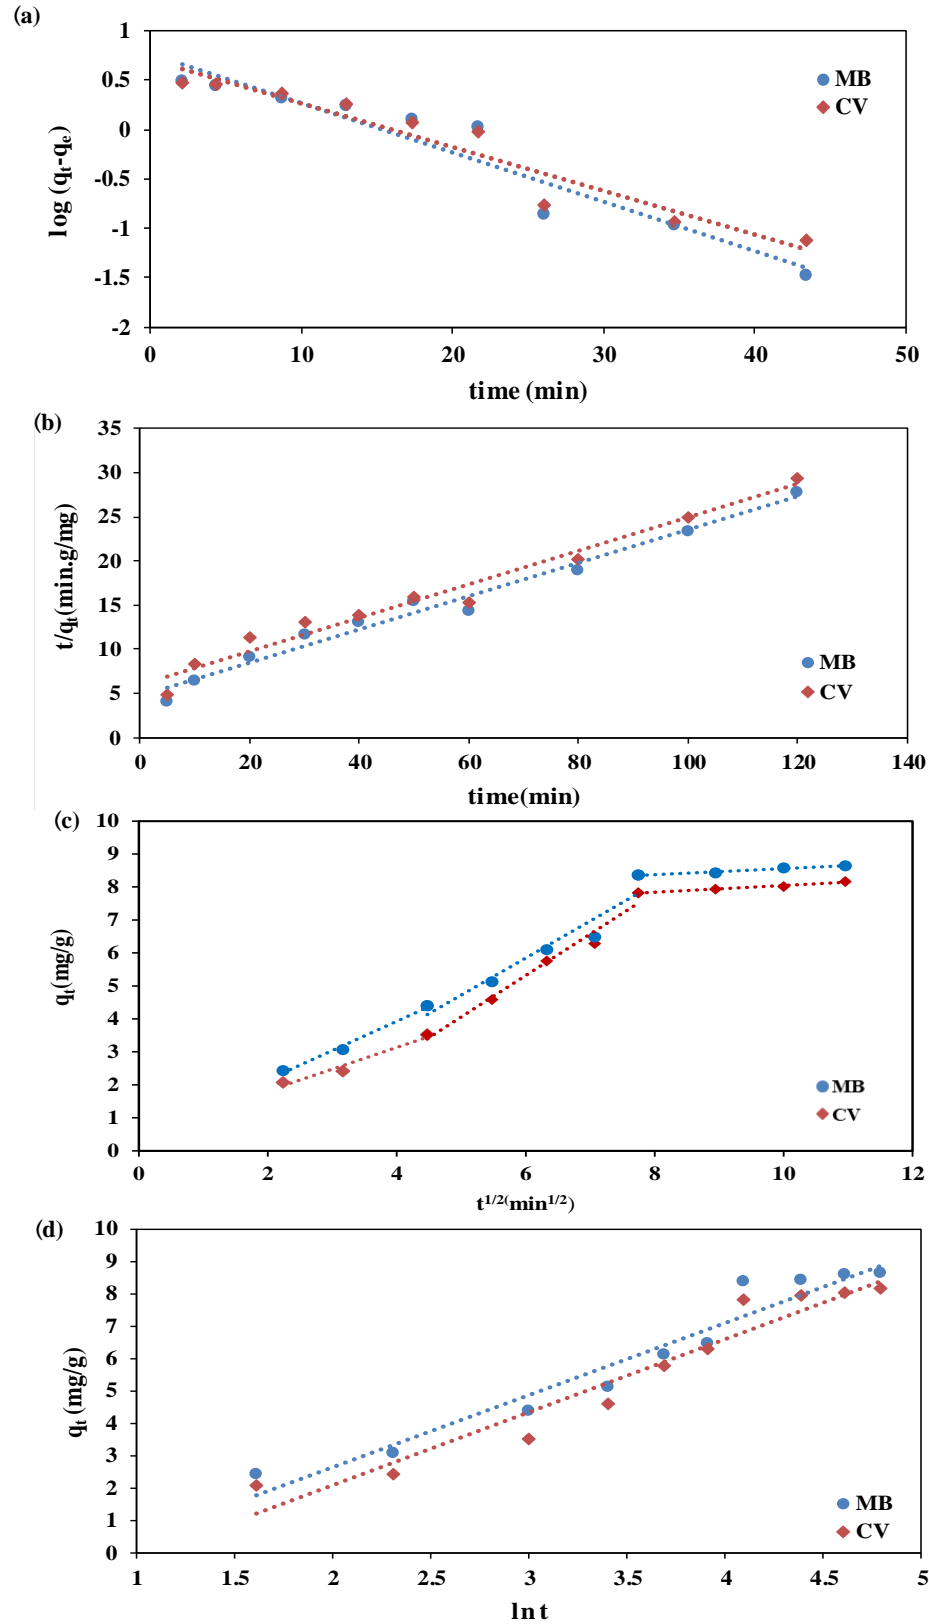 (a)
1
0.5
0
-0.5
-1
-1.5
-2
log (qt-qe)
0 10 20 30 40 50
time (min)
MB
CV
(b)
35
30
25
20
15
10
5
0
t/qt(min.g/mg)
0 20 40 60 80 100 120 140
time(min)
MB
CV
(c)
10
9
8
7
6
5
4
3
2
1
0
qt(mg/g)
0 2 4 6 8 10 12
t1/2(min1/2)
MB
CV
(d)
10
9
8
7
6
5
4
3
2
1
0
qt (mg/g)
1 1.5 2 2.5 3 3.5 4 4.5 5
ln t
MB
CV